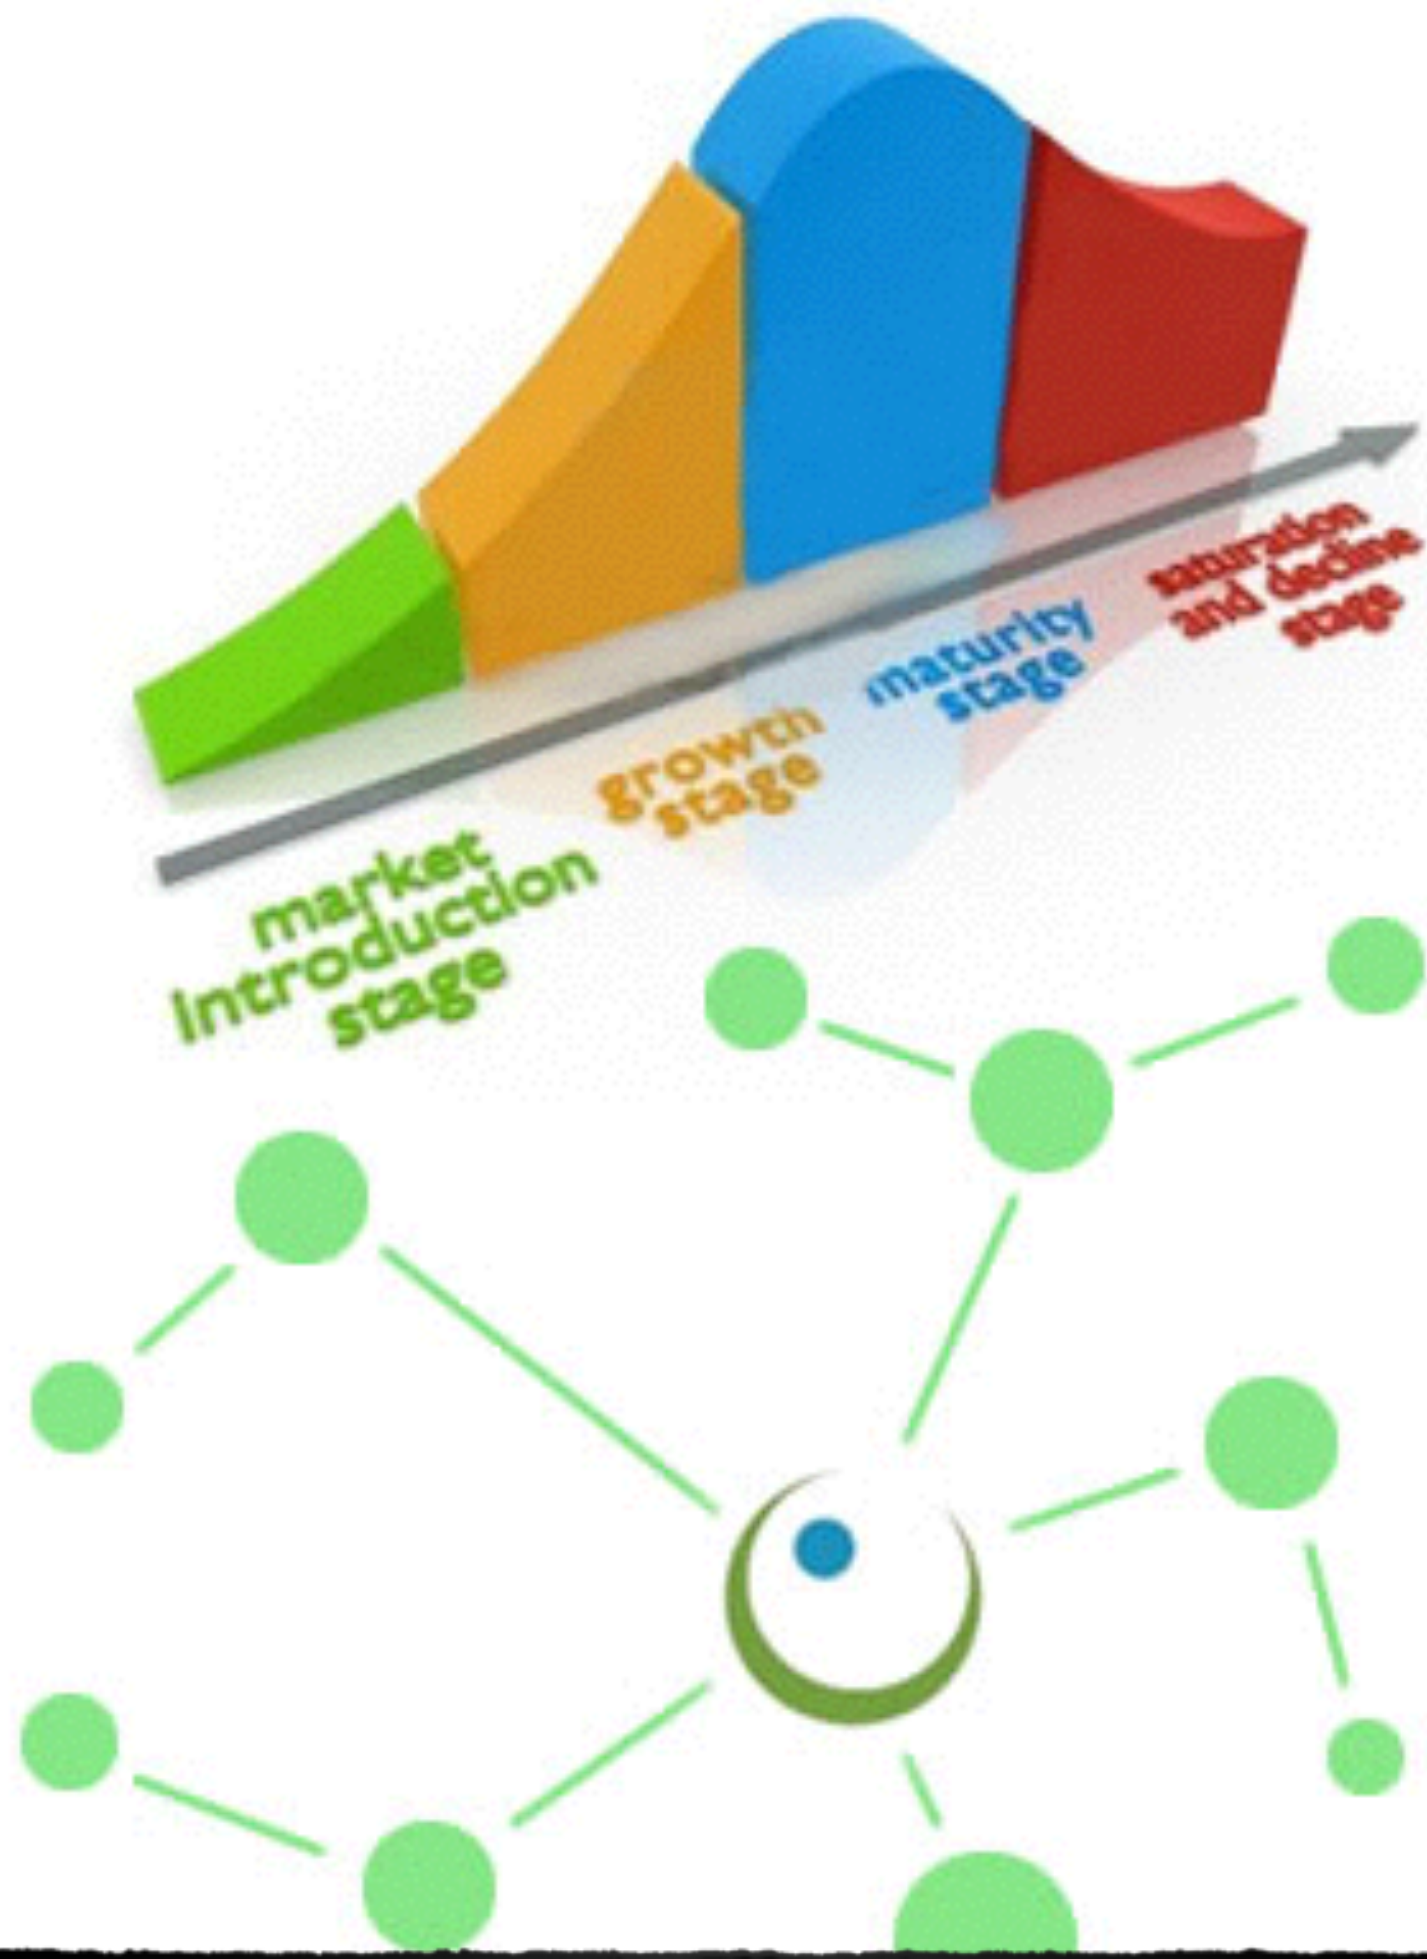 market
introduction
stage
growth
stage
maturity
stage
saturation
and decline
stage